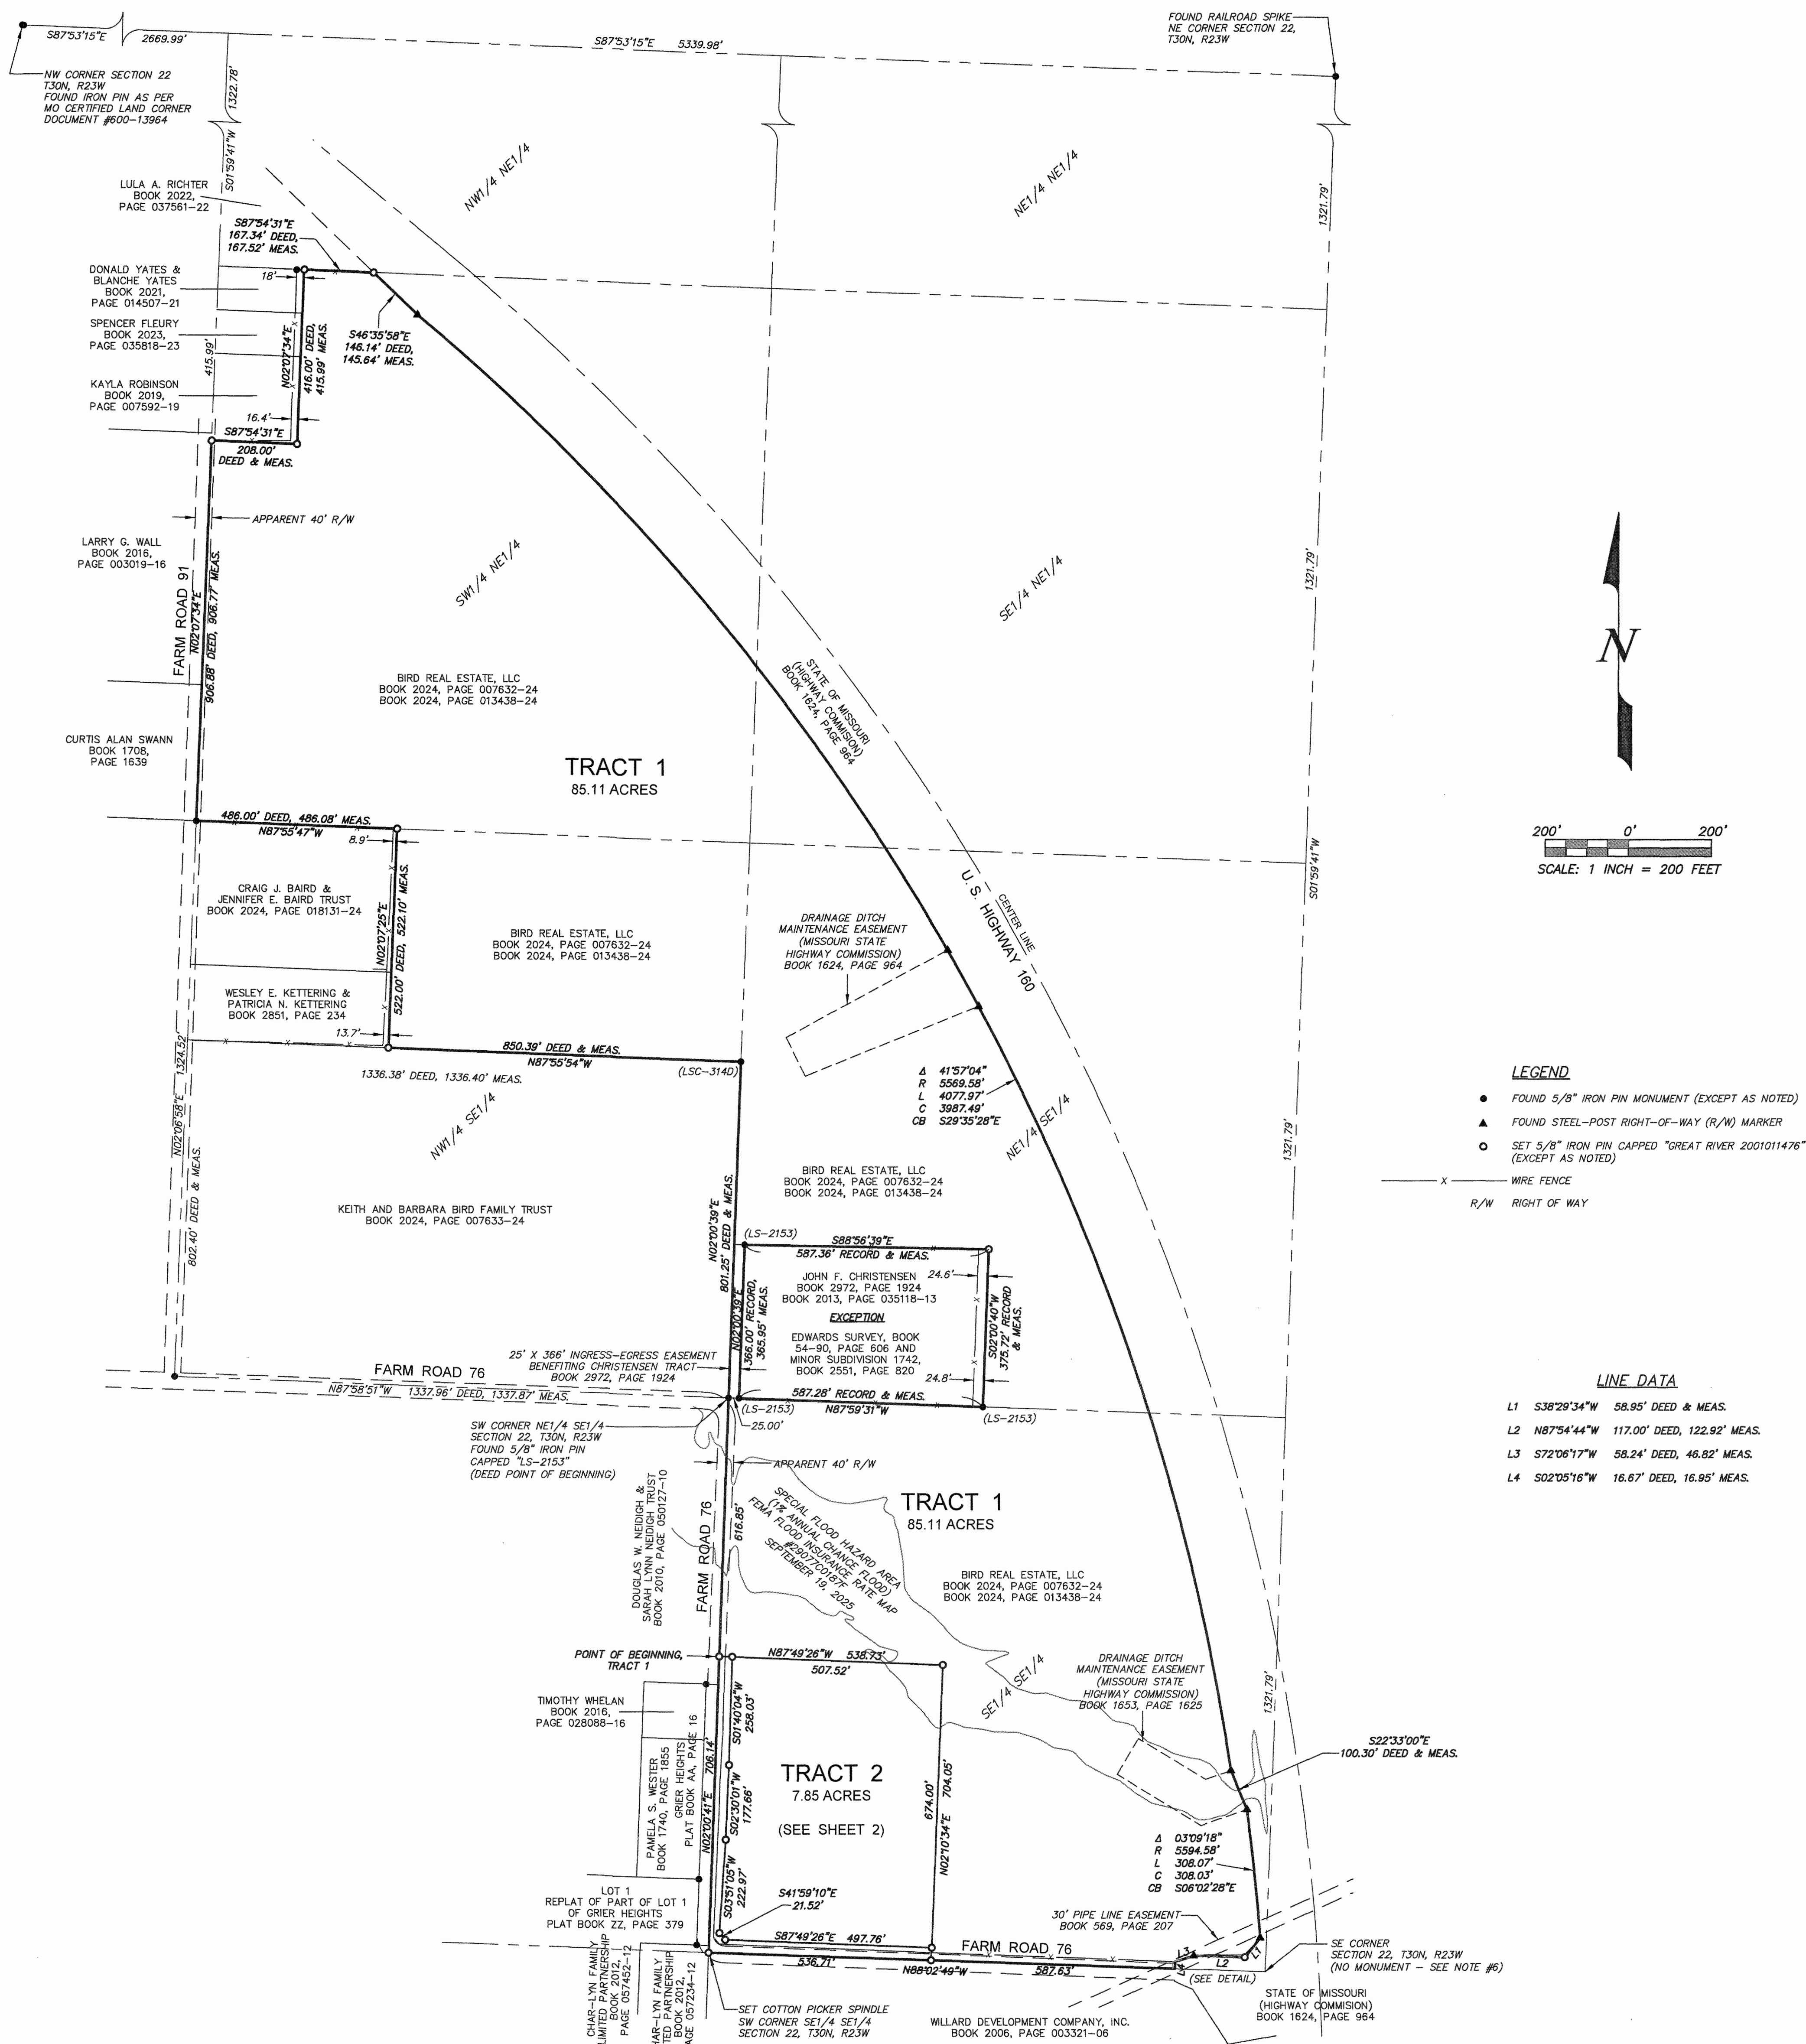 S87°53'15"E 2669.99'
S87°53'15"E 5339.98'
FOUND RAILROAD SPIKE
NE CORNER SECTION 22,
T30N, R23W
NW CORNER SECTION 22
T30N, R23W
FOUND IRON PIN AS PER
MO CERTIFIED LAND CORNER
DOCUMENT #600-13964
1322.78'
S01°59'41"W
LULA A. RICHTER
BOOK 2022,
PAGE 037561-22
NW1/4 NE1/4
NE1/4 NE1/4
1321.79'
S87°54'31"E
167.34' DEED,
167.52' MEAS.
DONALD YATES &
BLANCHE YATES
BOOK 2021,
PAGE 014507-21
18'
SPENCER FLEURY
BOOK 2023,
PAGE 035818-23
S46°35'58"E
146.14' DEED,
145.64' MEAS.
415.99'
N02°07'34"E
416.00' DEED,
415.99' MEAS.
KAYLA ROBINSON
BOOK 2019,
PAGE 007592-19
16.4'
S87°54'31"E
208.00'
DEED & MEAS.
APPARENT 40' R/W
LARRY G. WALL
BOOK 2016,
PAGE 003019-16
FARM ROAD 91
N02°07'34"E
906.88' DEED, 906.77' MEAS.
SW1/4 NE1/4
SE1/4 NE1/4
1321.79'
N
BIRD REAL ESTATE, LLC
BOOK 2024, PAGE 007632-24
BOOK 2024, PAGE 013438-24
STATE OF MISSOURI
(HIGHWAY COMMISION)
BOOK 1624, PAGE 964
CURTIS ALAN SWANN
BOOK 1708,
PAGE 1639
TRACT 1
85.11 ACRES
486.00' DEED, 486.08' MEAS.
N87°55'47"W
8.9'
200' 0' 200'
SCALE: 1 INCH = 200 FEET
S01°59'41"W
CRAIG J. BAIRD &
JENNIFER E. BAIRD TRUST
BOOK 2024, PAGE 018131-24
N02°07'25"E
522.00' DEED, 522.10' MEAS.
BIRD REAL ESTATE, LLC
BOOK 2024, PAGE 007632-24
BOOK 2024, PAGE 013438-24
DRAINAGE DITCH
MAINTENANCE EASEMENT
(MISSOURI STATE
HIGHWAY COMMISSION)
BOOK 1624, PAGE 964
CENTER LINE
U. S. HIGHWAY 160
WESLEY E. KETTERING &
PATRICIA N. KETTERING
BOOK 2851, PAGE 234
13.7'
850.39' DEED & MEAS.
N87°55'54"W
(LSC-314D)
1336.38' DEED, 1336.40' MEAS.
N02°06'58"E 1324.52'
802.40' DEED & MEAS.
NW1/4 SE1/4
Δ 41°57'04"
R 5569.58'
L 4077.97'
C 3987.49'
CB S29°35'28"E
NE1/4 SE1/4
1321.79'
LEGEND
FOUND 5/8" IRON PIN MONUMENT (EXCEPT AS NOTED)
FOUND STEEL-POST RIGHT-OF-WAY (R/W) MARKER
SET 5/8" IRON PIN CAPPED "GREAT RIVER 2001011476"
(EXCEPT AS NOTED)
X WIRE FENCE
R/W RIGHT OF WAY
KEITH AND BARBARA BIRD FAMILY TRUST
BOOK 2024, PAGE 007633-24
BIRD REAL ESTATE, LLC
BOOK 2024, PAGE 007632-24
BOOK 2024, PAGE 013438-24
N02°00'39"E
801.25' DEED & MEAS.
(LS-2153)
S88°56'39"E
587.36' RECORD & MEAS.
JOHN F. CHRISTENSEN
BOOK 2972, PAGE 1924
BOOK 2013, PAGE 035118-13
24.6'
EXCEPTION
EDWARDS SURVEY, BOOK
54-90, PAGE 606 AND
MINOR SUBDIVISION 1742,
BOOK 2551, PAGE 820
N02°00'39"E
366.00' RECORD,
365.95' MEAS.
S02°00'40"W
375.72' RECORD
& MEAS.
24.8'
25' X 366' INGRESS-EGRESS EASEMENT
BENEFITING CHRISTENSEN TRACT
BOOK 2972, PAGE 1924
FARM ROAD 76
N87°58'51"W 1337.96' DEED, 1337.87' MEAS.
587.28' RECORD & MEAS.
N87°59'31"W
(LS-2153)
(LS-2153)
25.00'
LINE DATA
L1 S38°29'34"W 58.95' DEED & MEAS.
L2 N87°54'44"W 117.00' DEED, 122.92' MEAS.
L3 S72°06'17"W 58.24' DEED, 46.82' MEAS.
L4 S02°05'16"W 16.67' DEED, 16.95' MEAS.
SW CORNER NE1/4 SE1/4
SECTION 22, T30N, R23W
FOUND 5/8" IRON PIN
CAPPED "LS-2153"
(DEED POINT OF BEGINNING)
APPARENT 40' R/W
DOUGLAS W. NEIDIGH &
SARAH LYNN NEIDIGH TRUST
BOOK 2010, PAGE 050127-10
FARM ROAD 76
616.85'
SPECIAL FLOOD HAZARD AREA
(1% ANNUAL CHANCE FLOOD)
FEMA FLOOD INSURANCE RATE MAP
#29077C0187F
SEPTEMBER 19, 2025
TRACT 1
85.11 ACRES
BIRD REAL ESTATE, LLC
BOOK 2024, PAGE 007632-24
BOOK 2024, PAGE 013438-24
POINT OF BEGINNING,
TRACT 1
N87°49'26"W 538.73'
507.52'
SE1/4 SE1/4
DRAINAGE DITCH
MAINTENANCE EASEMENT
(MISSOURI STATE
HIGHWAY COMMISSION)
BOOK 1653, PAGE 1625
1321.79'
TIMOTHY WHELAN
BOOK 2016,
PAGE 028088-16
S01°40'04"W
258.03'
S22°33'00"E
100.30' DEED & MEAS.
PAMELA S. WESTER
BOOK 1740, PAGE 1855
GRIER HEIGHTS
PLAT BOOK AA, PAGE 16
N02°00'41"E 706.14'
S02°30'01"W
177.66'
TRACT 2
7.85 ACRES
(SEE SHEET 2)
674.00'
N02°10'34"E 704.05'
Δ 03°09'18"
R 5594.58'
L 308.07'
C 308.03'
CB S06°02'28"E
S03°51'05"W
222.97'
S41°59'10"E
21.52'
LOT 1
REPLAT OF PART OF LOT 1
OF GRIER HEIGHTS
PLAT BOOK ZZ, PAGE 379
30' PIPE LINE EASEMENT
BOOK 569, PAGE 207
S87°49'26"E 497.76'
FARM ROAD 76
L3
L2
L1
L4
(SEE DETAIL)
SE CORNER
SECTION 22, T30N, R23W
(NO MONUMENT - SEE NOTE #6)
536.71'
N88°02'49"W
587.63'
CHAR-LYN FAMILY
LIMITED PARTNERSHIP
BOOK 2012,
PAGE 057452-12
HAR-LYN FAMILY
TED PARTNERSHIP
BOOK 2012,
AGE 057234-12
SET COTTON PICKER SPINDLE
SW CORNER SE1/4 SE1/4
SECTION 22, T30N, R23W
WILLARD DEVELOPMENT COMPANY, INC.
BOOK 2006, PAGE 003321-06
STATE OF MISSOURI
(HIGHWAY COMMISION)
BOOK 1624, PAGE 964